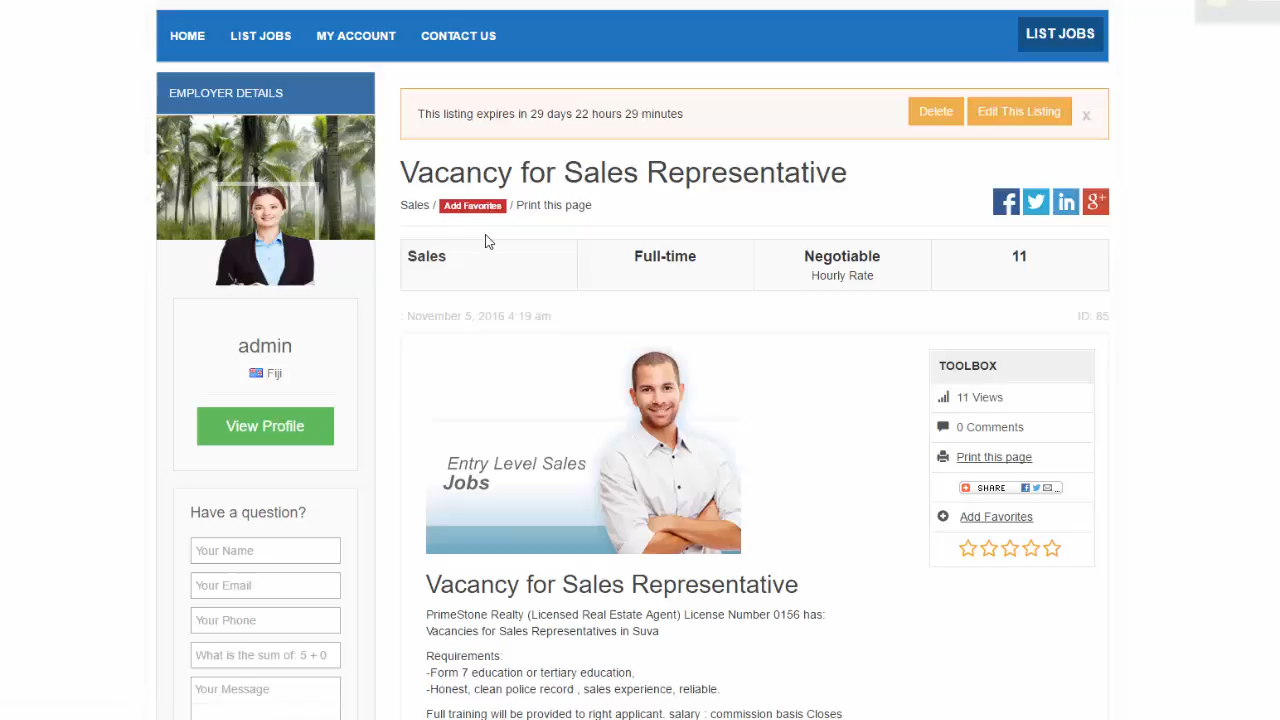 HOME LIST JOBS MY ACCOUNT CONTACT US LIST JOBS
EMPLOYER DETAILS
admin
Fiji
View Profile
Have a question?
Your Name
Your Email
Your Phone
What is the sum of: 5 + 0
Your Message
This listing expires in 29 days 22 hours 29 minutes Delete Edit This Listing x
Vacancy for Sales Representative
Sales / Add Favorites / Print this page
Sales Full-time Negotiable 11
Hourly Rate
: November 5, 2016 4:19 am ID: 85
Entry Level Sales
Jobs
Vacancy for Sales Representative
PrimeStone Realty (Licensed Real Estate Agent) License Number 0156 has:
Vacancies for Sales Representatives in Suva
Requirements:
-Form 7 education or tertiary education,
-Honest, clean police record , sales experience, reliable.
Full training will be provided to right applicant. salary : commission basis Closes
TOOLBOX
11 Views
0 Comments
Print this page
SHARE
Add Favorites